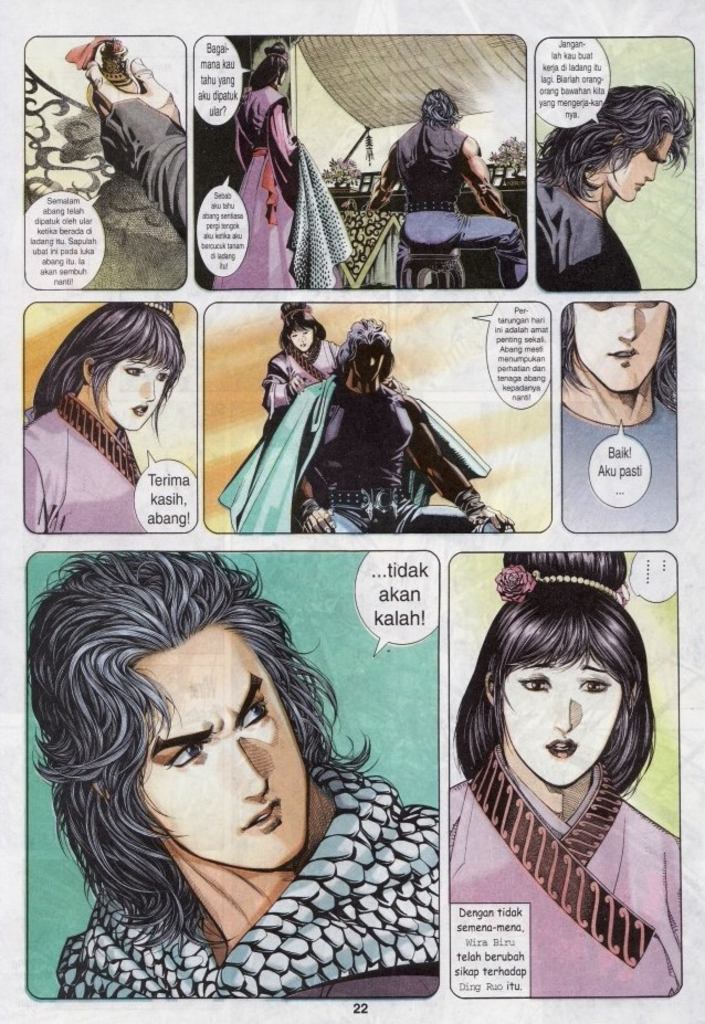 Semalam
abang telah
dipatuk oleh ular
ketika berada di
ladang itu. Sapulah
ubat ini pada luka
abang itu. Ia
akan sembuh
nanti!
Bagai-
mana kau
tahu yang
aku dipatuk
ular?
Sebab
aku tahu
abang sentiasa
pergi tengok
aku ketika aku
bercucuk tanam
di ladang
itu!
Jangan-
lah kau buat
kerja di ladang itu
lagi. Biarlah orang-
orang bawahan kita
yang mengerja-kan
nya.
Terima
kasih,
abang!
Per-
tarungan hari
ini adalah amat
penting sekali.
Abang mesti
menumpukan
perhatian dan
tenaga abang
kepadanya
nanti!
Baik!
Aku pasti
...
...tidak
akan
kalah!
... ...
Dengan tidak
semena-mena,
Wira Biru
telah berubah
sikap terhadap
Ding Ruo itu.
22